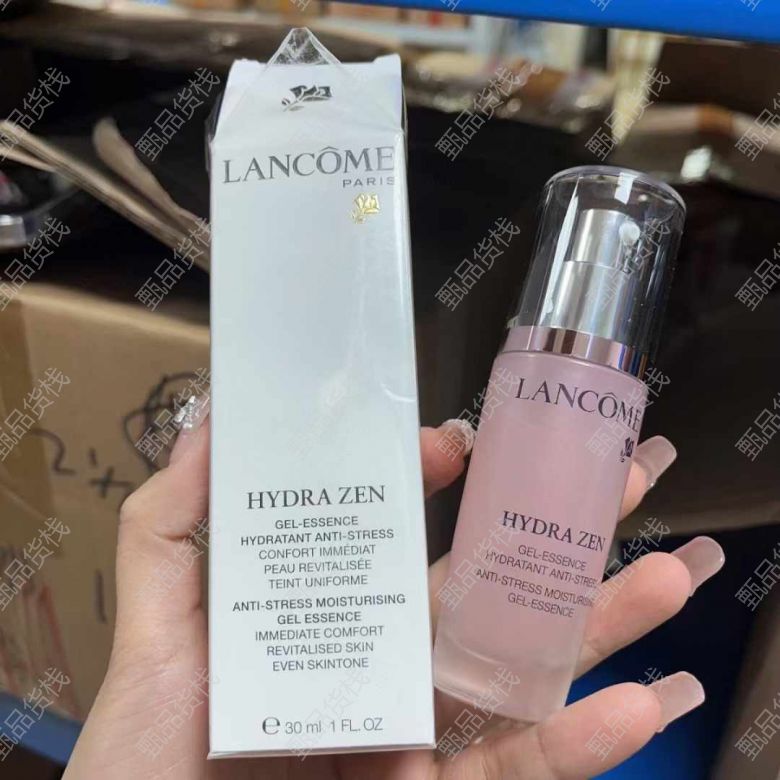 LANCÔME
PARIS
HYDRA ZEN
GEL-ESSENCE
HYDRATANT ANTI-STRESS
CONFORT IMMÉDIAT
PEAU REVITALISÉE
TEINT UNIFORME
ANTI-STRESS MOISTURISING
GEL ESSENCE
IMMEDIATE COMFORT
REVITALISED SKIN
EVEN SKINTONE
℮ 30 ml 1 FL. OZ
LANCÔME
HYDRA ZEN
GEL-ESSENCE
HYDRATANT ANTI-STRESS
ANTI-STRESS MOISTURISING
GEL-ESSENCE
甄品货栈